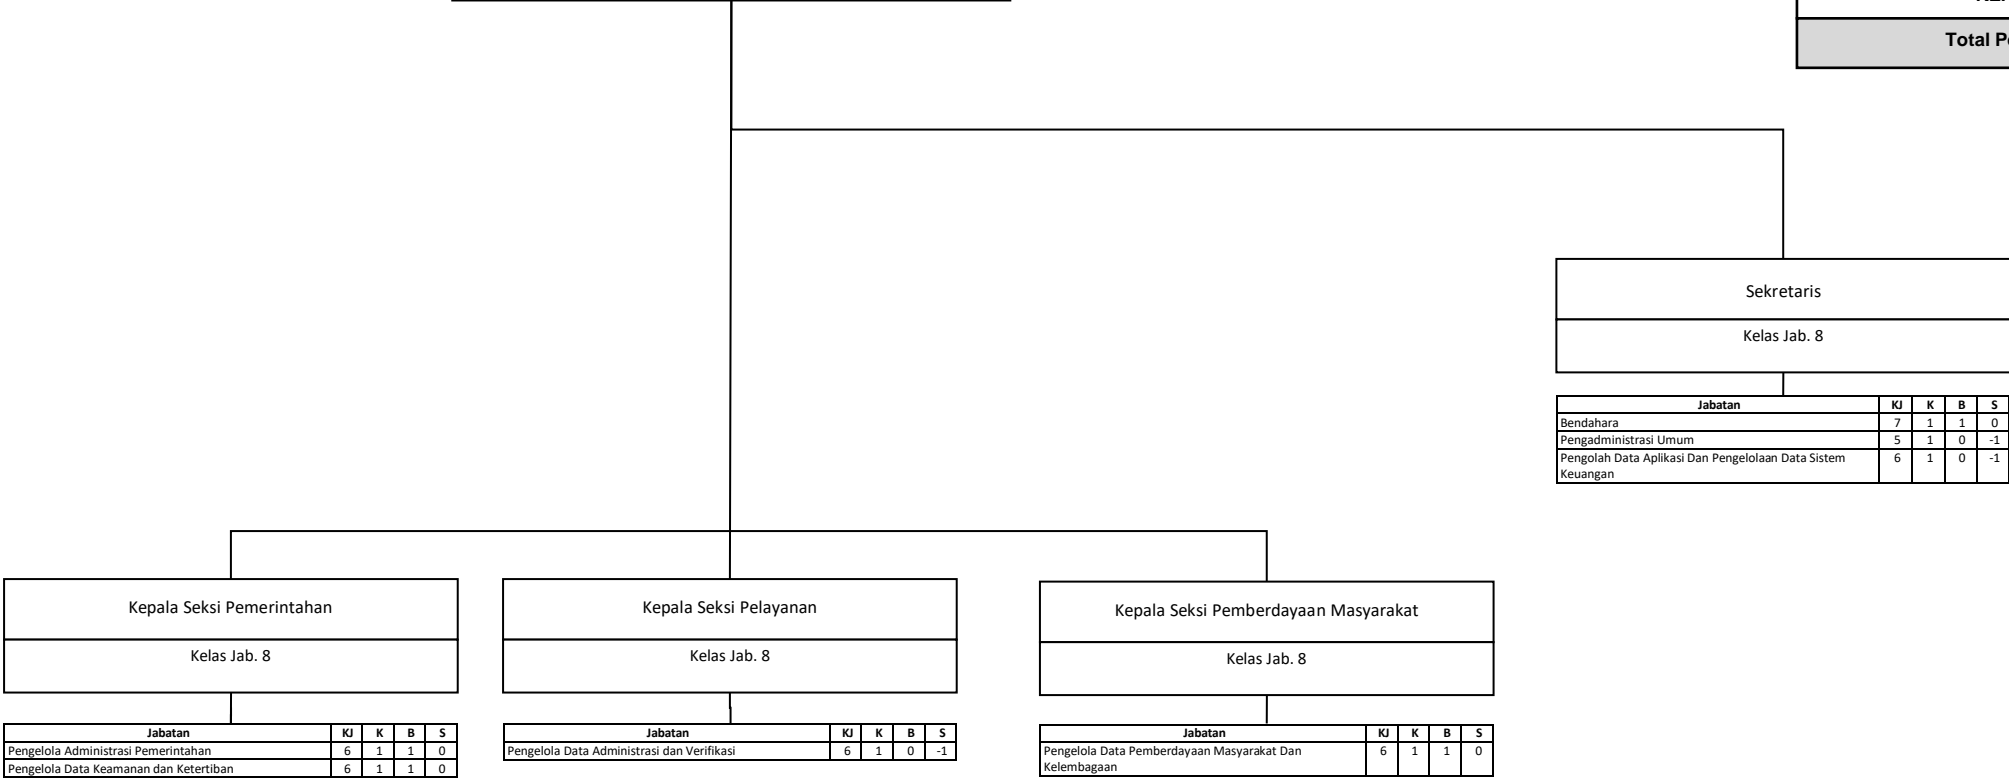 Total P
Sekretaris
Kelas Jab. 8
Jabatan KJ K B S
Bendahara 7 1 1 0
Pengadministrasi Umum 5 1 0 -1
Pengolah Data Aplikasi Dan Pengelolaan Data Sistem 6 1 0 -1
Keuangan
Kepala Seksi Pemerintahan
Kelas Jab. 8
Jabatan KJ K B S
Pengelola Administrasi Pemerintahan 6 1 1 0
Pengelola Data Keamanan dan Ketertiban 6 1 1 0
Kepala Seksi Pelayanan
Kelas Jab. 8
Jabatan KJ K B S
Pengelola Data Administrasi dan Verifikasi 6 1 0 -1
Kepala Seksi Pemberdayaan Masyarakat
Kelas Jab. 8
Jabatan KJ K B S
Pengelola Data Pemberdayaan Masyarakat Dan 6 1 1 0
Kelembagaan